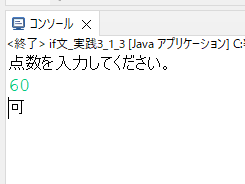 コンソール ×
<終了> if文_実践3_1_3 [Java アプリケーション] C:
点数を入力してください。
60
可